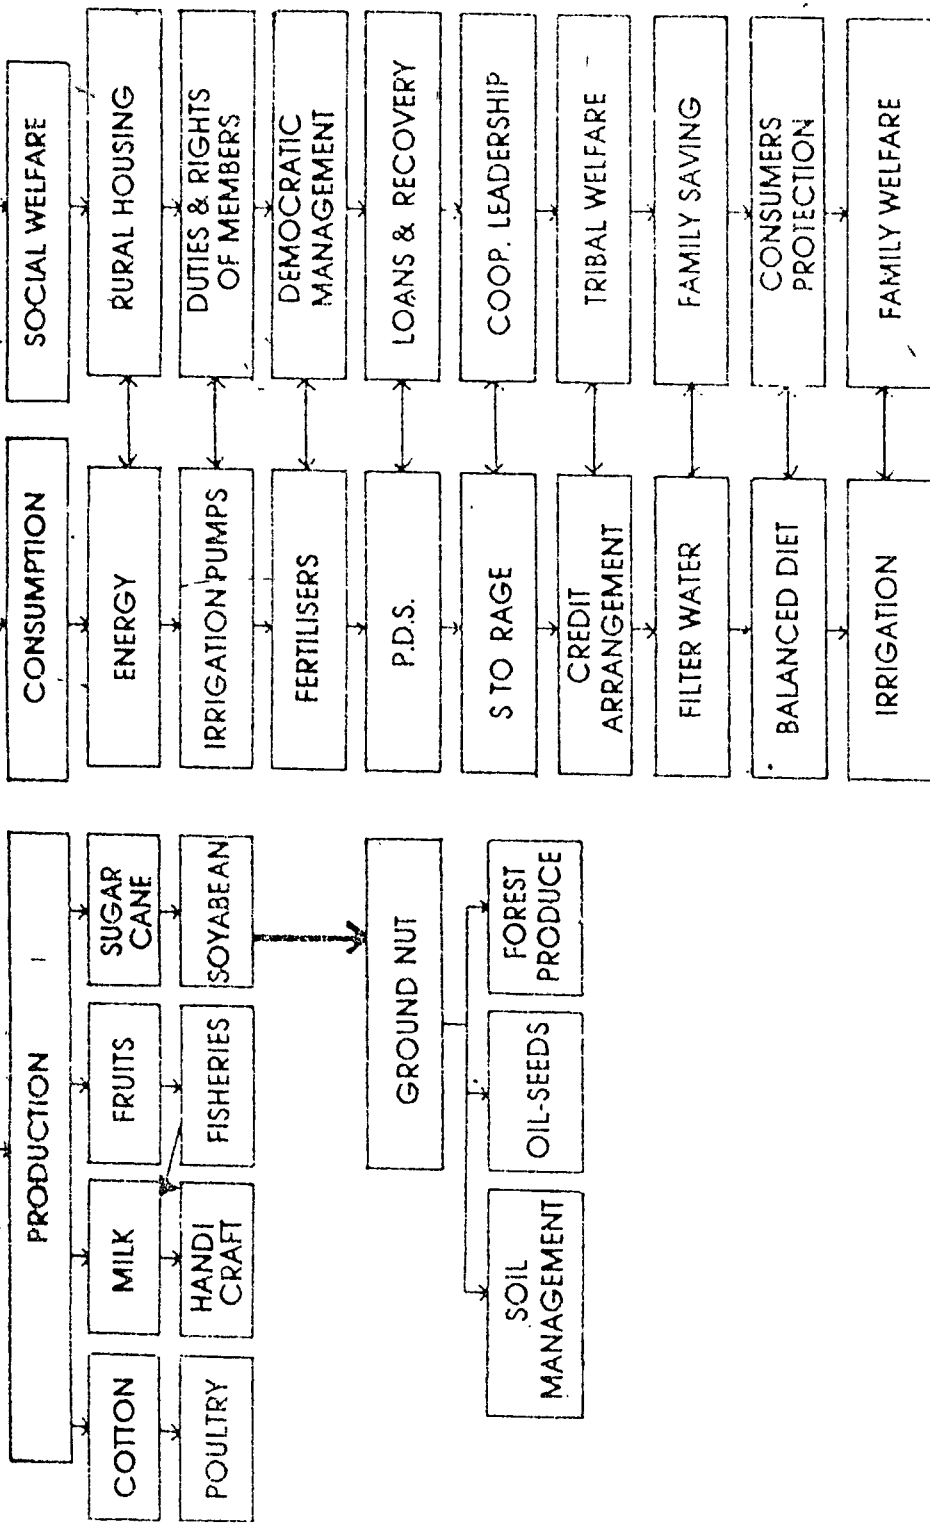 PRODUCTION
COTTON
MILK
FRUITS
SUGAR
CANE
POULTRY
HANDI
CRAFT
FISHERIES
SOYABEAN
GROUND NUT
SOIL
MANAGEMENT
OIL-SEEDS
FOREST
PRODUCE
CONSUMPTION
ENERGY
IRRIGATION PUMPS
FERTILISERS
P.D.S.
S TO RAGE
CREDIT
ARRANGEMENT
FILTER WATER
BALANCED DIET
IRRIGATION
SOCIAL WELFARE
RURAL HOUSING
DUTIES & RIGHTS
OF MEMBERS
DEMOCRATIC
MANAGEMENT
LOANS & RECOVERY
COOP. LEADERSHIP
TRIBAL WELFARE
FAMILY SAVING
CONSUMERS
PROTECTION
FAMILY WELFARE